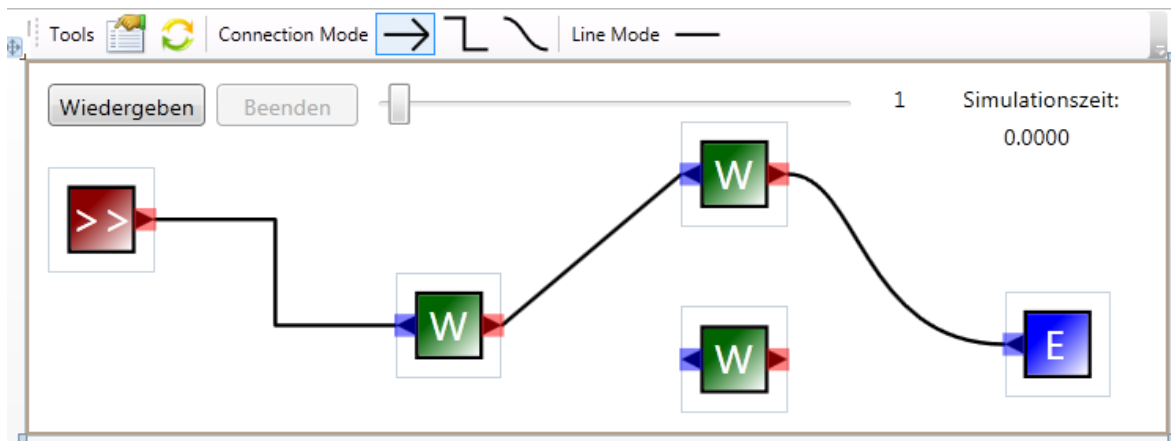 Tools Connection Mode Line Mode
Wiedergeben Beenden 1 Simulationszeit:
0.0000
W
>>
W
W
E